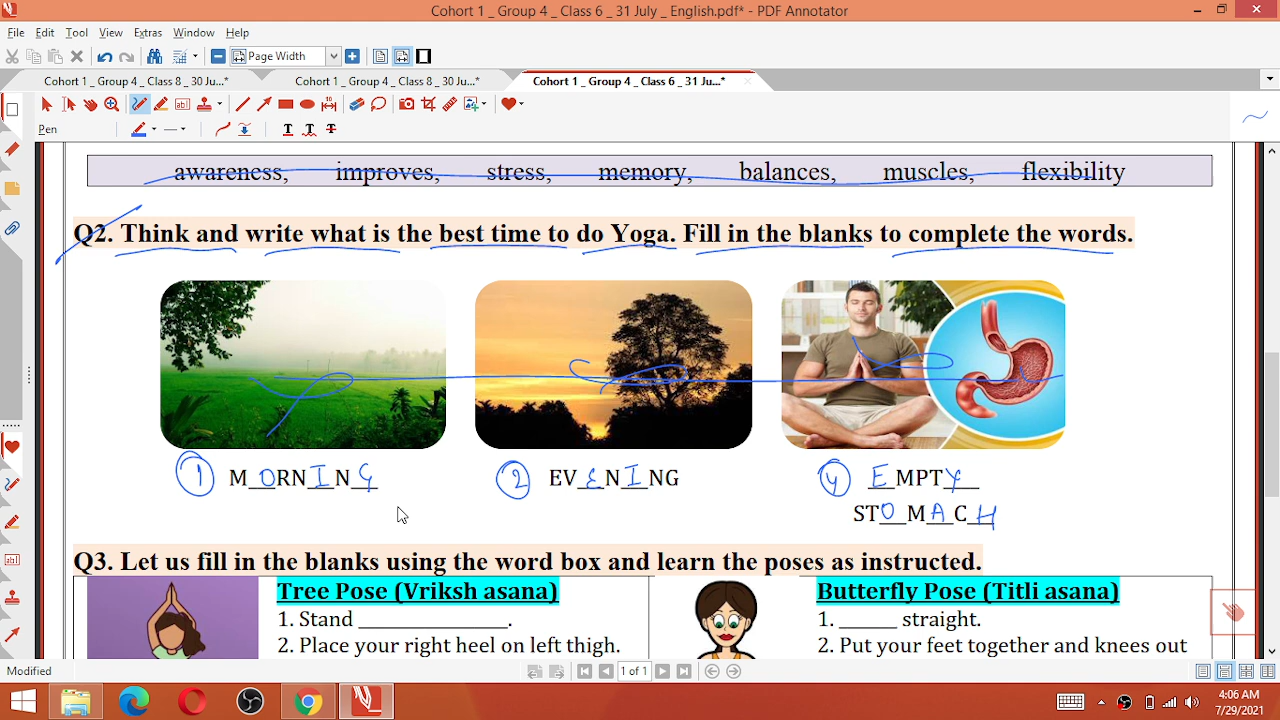 Cohort 1 _ Group 4 _ Class 6 _ 31 July _ English.pdf* - PDF Annotator
File Edit Tool View Extras Window Help
Page Width
Cohort 1 _ Group 4 _ Class 8 _ 30 Ju...* Cohort 1 _ Group 4 _ Class 8 _ 30 Ju...* Cohort 1 _ Group 4 _ Class 6 _ 31 Ju...*
Pen
awareness, improves, stress, memory, balances, muscles, flexibility
Q2. Think and write what is the best time to do Yoga. Fill in the blanks to complete the words.
1 MORNING 2 EVENING 4 EMPTY
STOMACH
Q3. Let us fill in the blanks using the word box and learn the poses as instructed.
Tree Pose (Vriksh asana)
1. Stand _______________.
2. Place your right heel on left thigh.
Butterfly Pose (Titli asana)
1. ______ straight.
2. Put your feet together and knees out
Modified 1 of 1
4:06 AM
7/29/2021